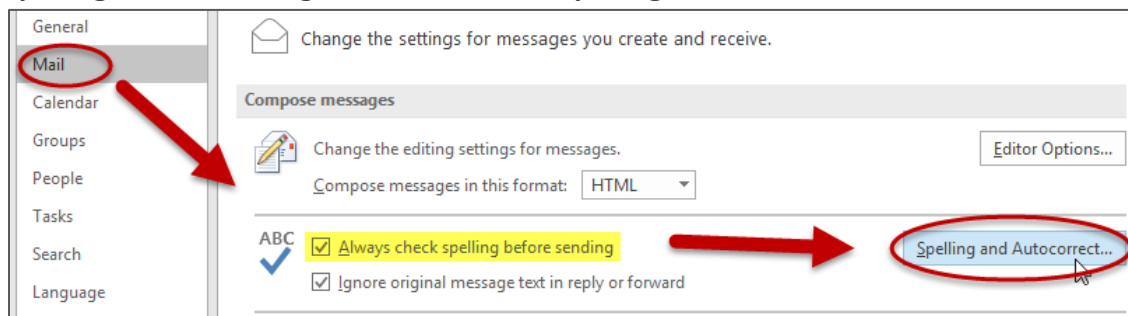 General
Mail
Calendar
Groups
People
Tasks
Search
Language
Change the settings for messages you create and receive.
Compose messages
Change the editing settings for messages.
Editor Options...
Compose messages in this format: HTML
ABC
Always check spelling before sending
Spelling and Autocorrect...
Ignore original message text in reply or forward